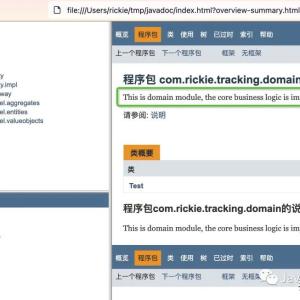 file:///Users/rickie/tmp/javadoc/index.html?overview-summary.html
y.impl
way
el.aggregates
el.entities
el.valueobjects
概览 程序包 类 使用 树 已过时 索引 帮助
上一个程序包 下一个程序包 框架 无框架
程序包 com.rickie.tracking.domain
This is domain module, the core business logic is im
请参阅: 说明
类概要
类
Test
程序包com.rickie.tracking.domain的说
This is domain module, the core business logic is im
概览 程序包 类 使用 树 已过时 索引 帮助
上一个程序包 下一个程序包 框架 无框架